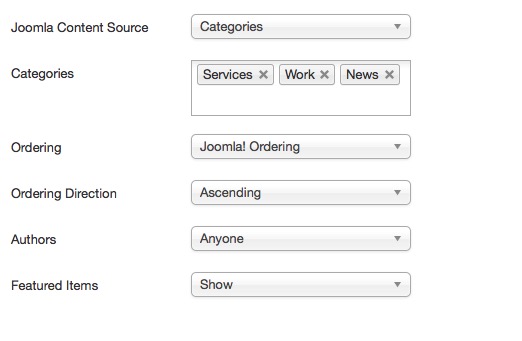 Joomla Content Source Categories
Categories Services Work News
Ordering Joomla! Ordering
Ordering Direction Ascending
Authors Anyone
Featured Items Show